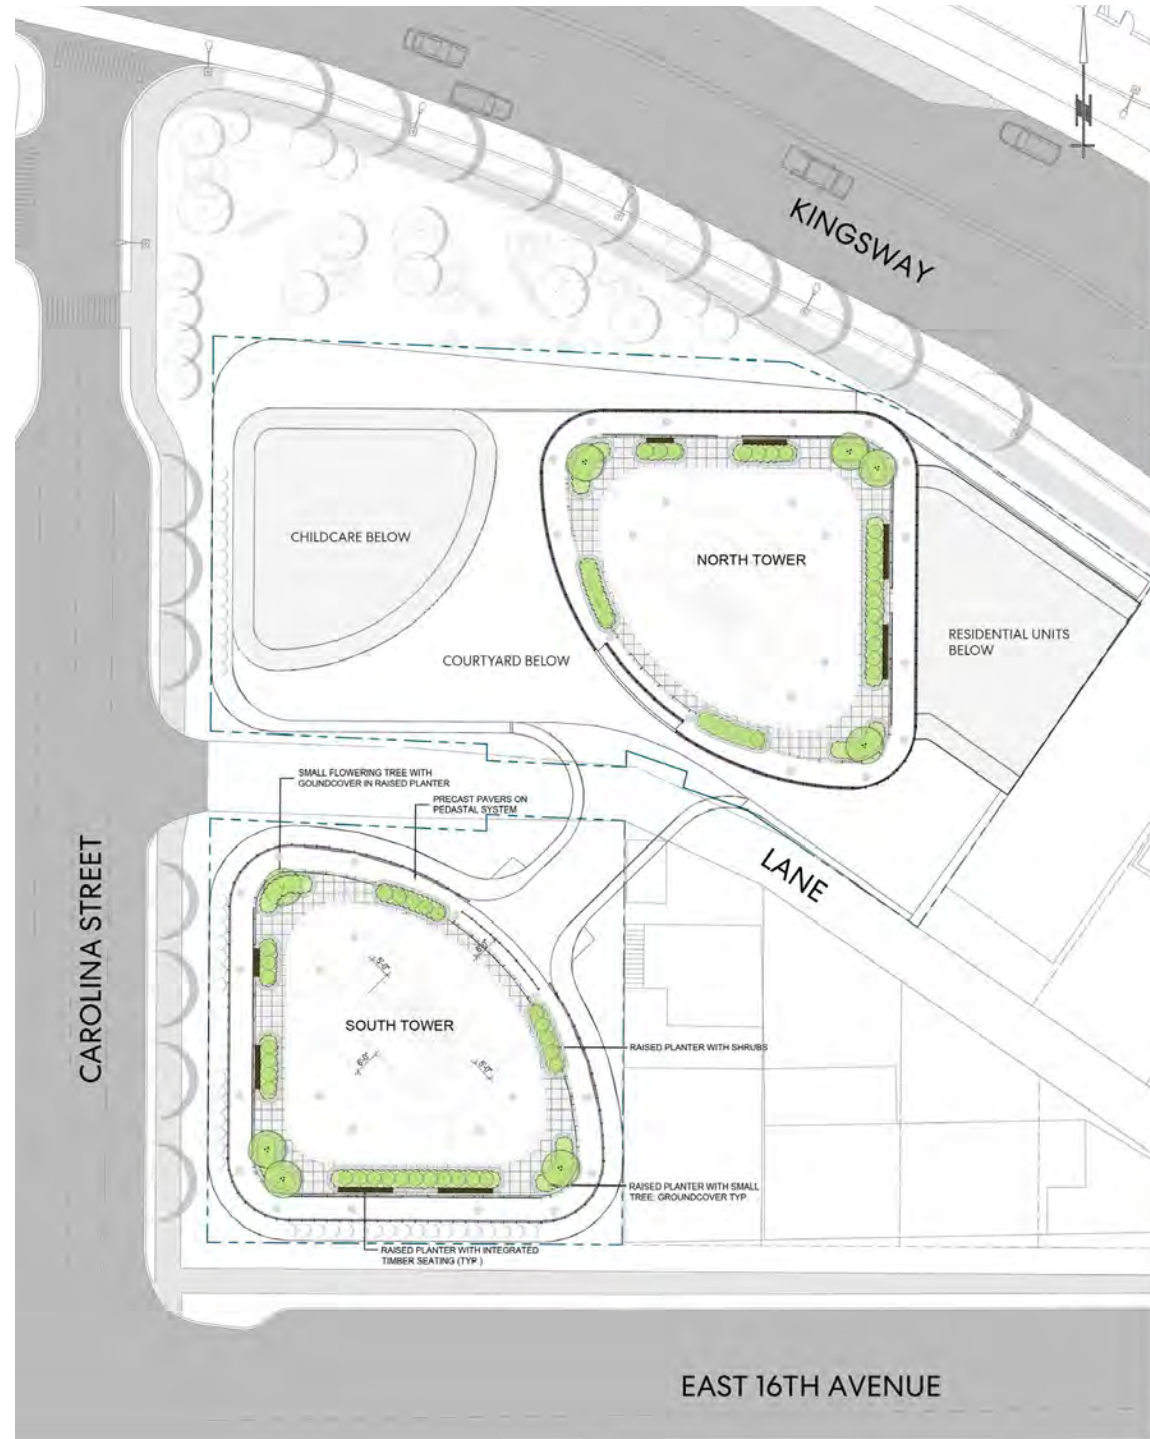 KINGSWAY
CHILDCARE BELOW
NORTH TOWER
RESIDENTIAL UNITS
BELOW
COURTYARD BELOW
SMALL FLOWERING TREE WITH
GOUNDCOVER IN RAISED PLANTER
PRECAST PAVERS ON
PEDASTAL SYSTEM
LANE
CAROLINA STREET
SOUTH TOWER
RAISED PLANTER WITH SHRUBS
RAISED PLANTER WITH SMALL
TREE: GROUNDCOVER TYP
RAISED PLANTER WITH INTEGRATED
TIMBER SEATING (TYP.)
EAST 16TH AVENUE